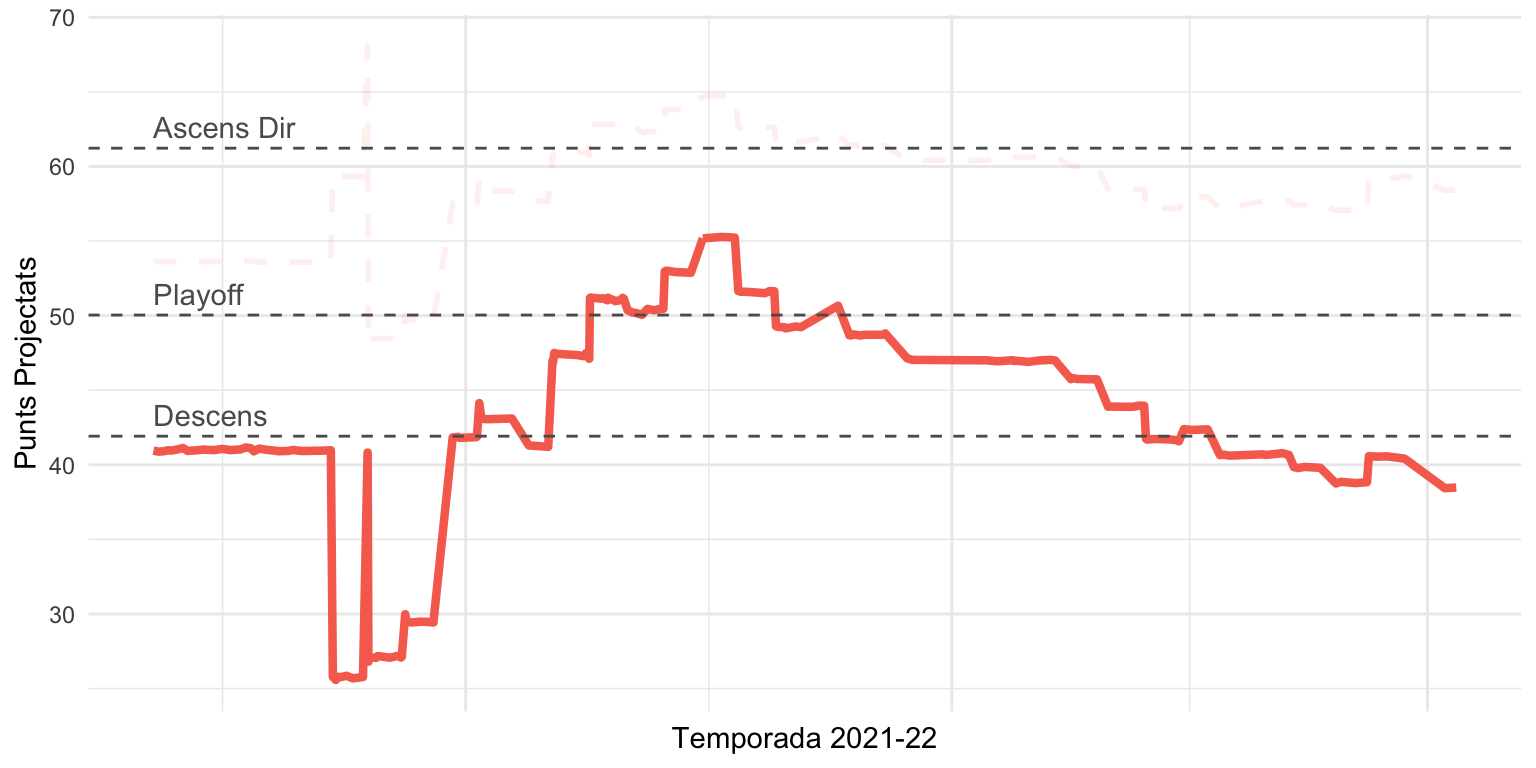 70
Ascens Dir
60
Playoff
50
Descens
40
30
Punts Projectats
Temporada 2021-22